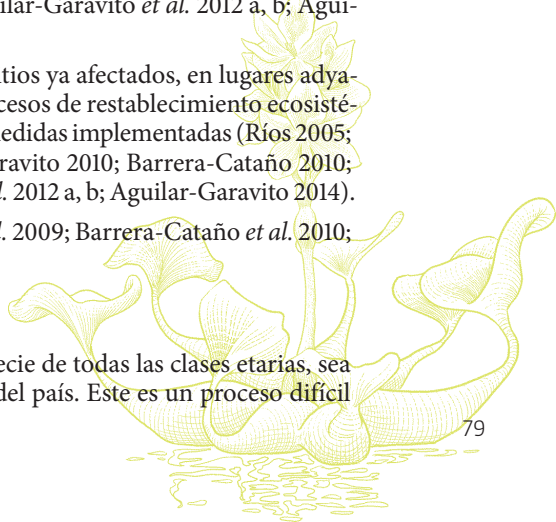 ilar-Garavito et al. 2012 a, b; Agui-
tios ya afectados, en lugares adya-
cesos de restablecimiento ecosisté-
edidas implementadas (Ríos 2005;
ravito 2010; Barrera-Cataño 2010;
d. 2012 a, b; Aguilar-Garavito 2014).
l. 2009; Barrera-Cataño et al. 2010;
ecie de todas las clases etarias, sea
del país. Este es un proceso difícil
79